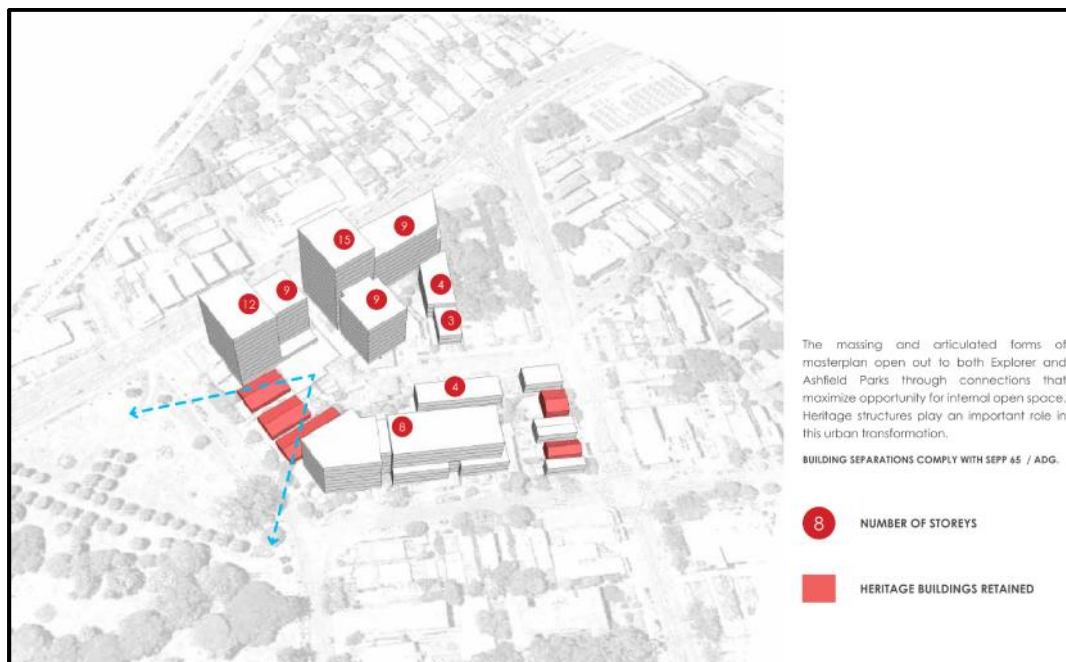 9
15
4
9
12
9
3
4
8
The massing and articulated forms of
masterplan open out to both Explorer and
Ashfield Parks through connections that
maximize opportunity for internal open space.
Heritage structures play an important role in
this urban transformation.
BUILDING SEPARATIONS COMPLY WITH SEPP 65 / ADG.
8 NUMBER OF STOREYS
HERITAGE BUILDINGS RETAINED